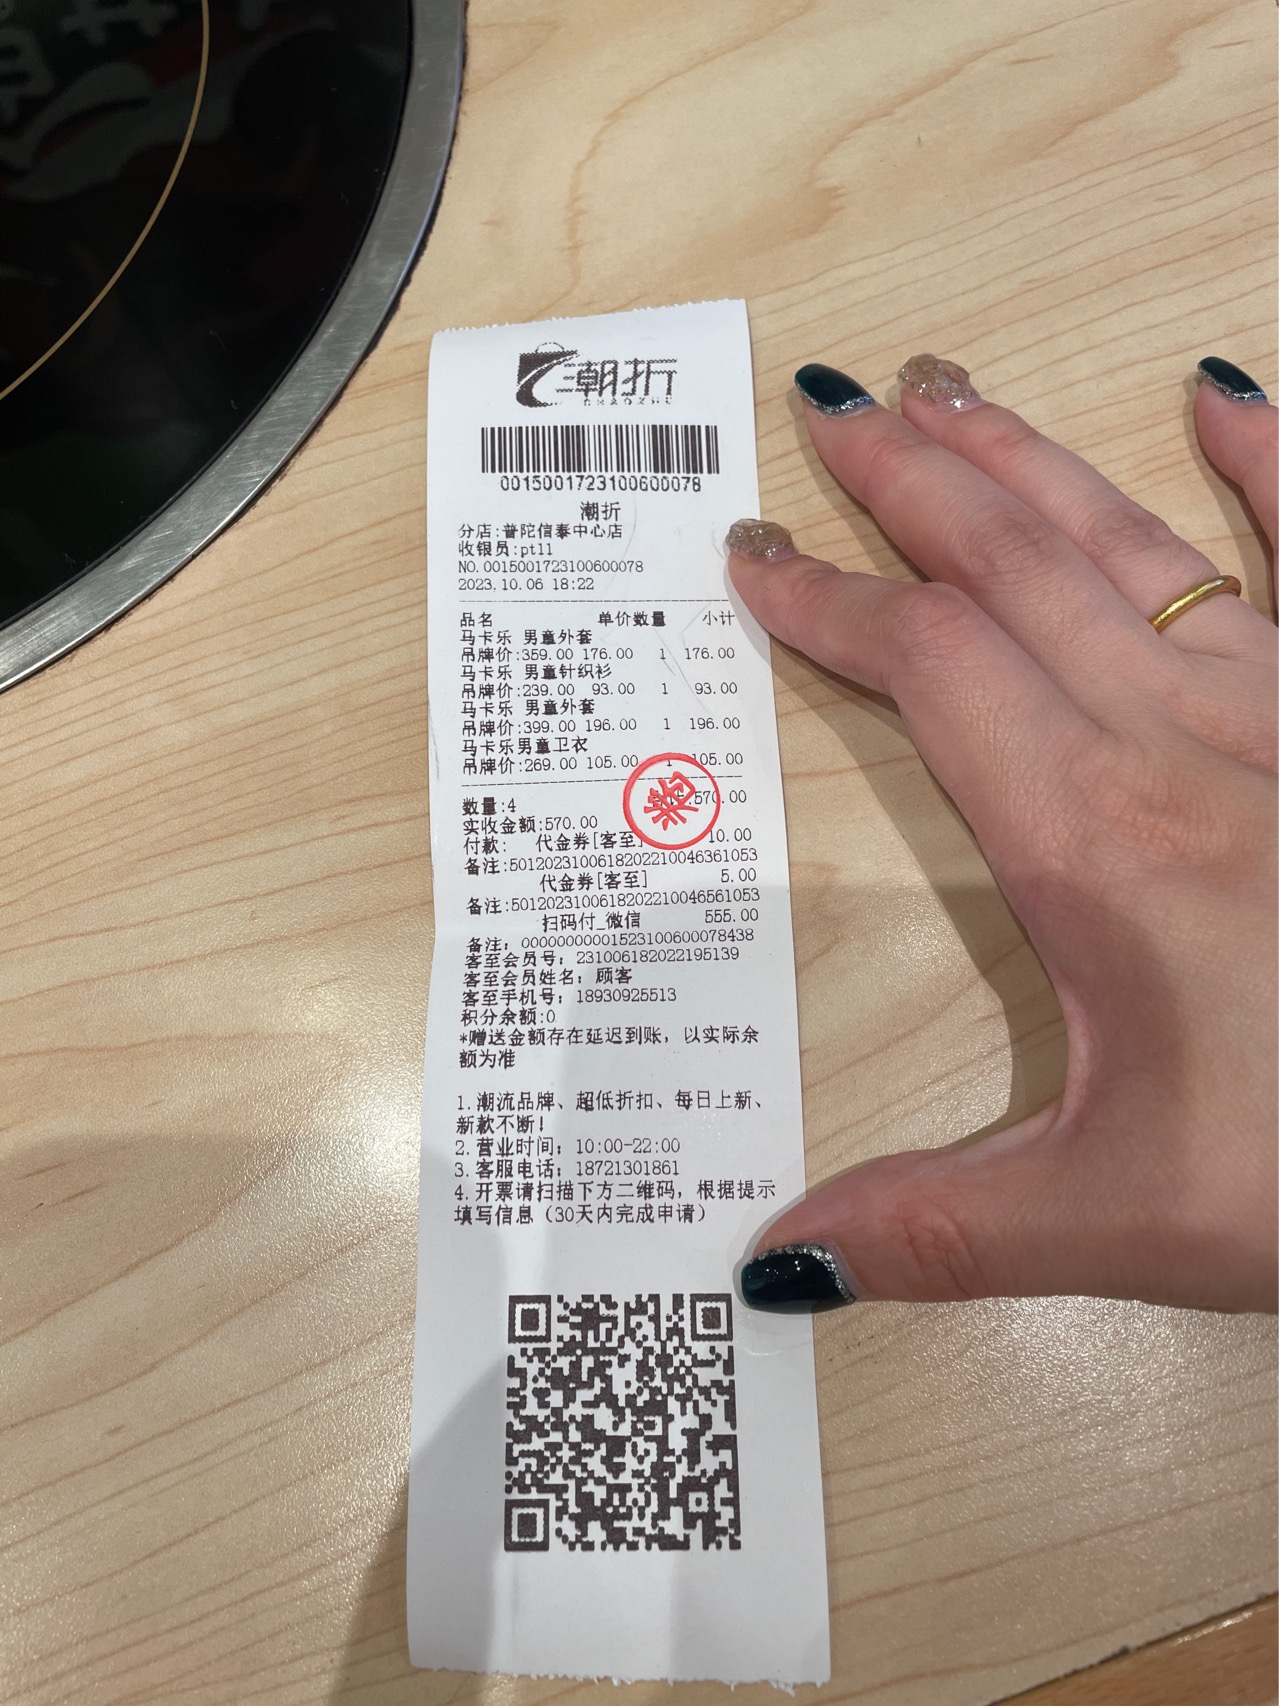 潮折
CHAOZHE
0015001723100600078
潮折
分店:普陀信泰中心店
收银员:pt11
NO.0015001723100600078
2023.10.06 18:22
品名 单价数量 小计
马卡乐 男童外套
吊牌价:359.00 176.00 1 176.00
马卡乐 男童针织衫
吊牌价:239.00 93.00 1 93.00
马卡乐 男童外套
吊牌价:399.00 196.00 1 196.00
马卡乐男童卫衣
吊牌价:269.00 105.00 1 105.00
数量:4 :570.00
实收金额:570.00
付款: 代金券[客至] 10.00
备注:5012023100618202210046361053
代金券[客至] 5.00
备注:5012023100618202210046561053
扫码付_微信 555.00
备注: 0000000001523100600078438
客至会员号: 231006182022195139
客至会员姓名: 顾客
客至手机号: 18930925513
积分余额:0
*赠送金额存在延迟到账, 以实际余
额为准
1.潮流品牌、超低折扣、每日上新、
新款不断!
2.营业时间: 10:00-22:00
3.客服电话: 18721301861
4.开票请扫描下方二维码, 根据提示
填写信息 (30天内完成申请)